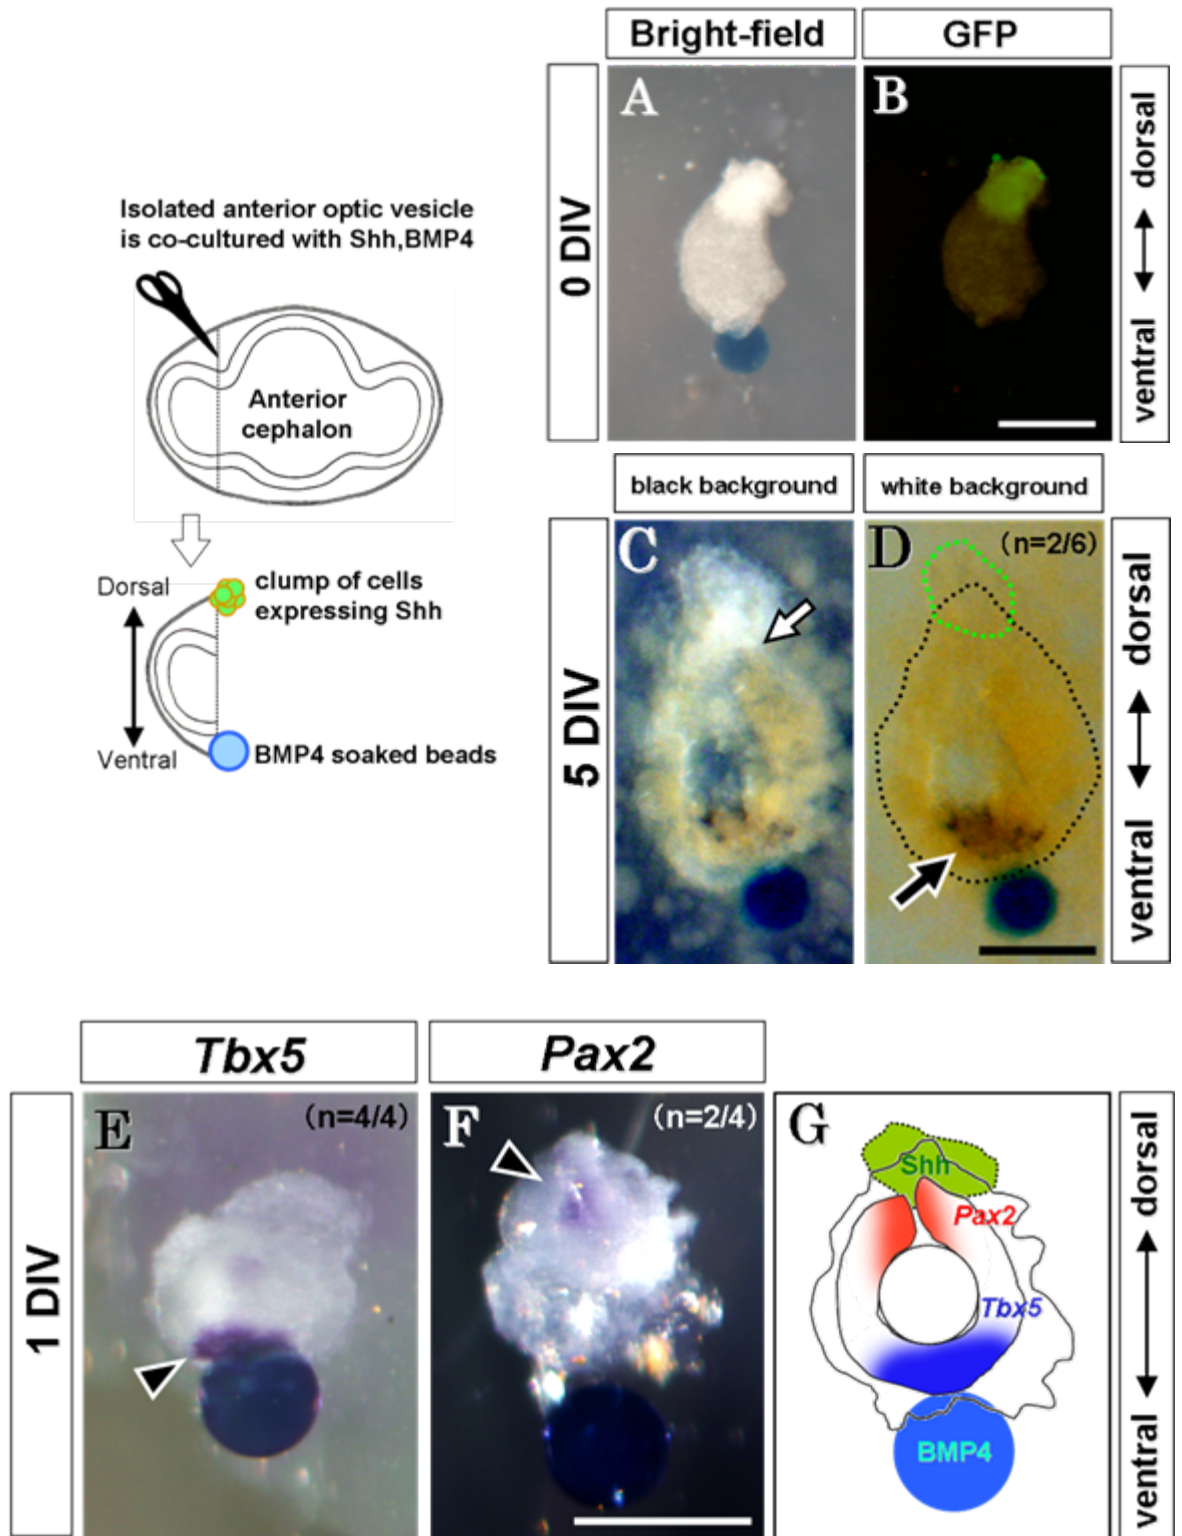 Bright-field
GFP
A
B
0 DIV
dorsal
ventral
Isolated anterior optic vesicle
is co-cultured with Shh,BMP4
Anterior
cephalon
black background
white background
C
D
(n=2/6)
5 DIV
dorsal
ventral
Dorsal
clump of cells
expressing Shh
Ventral
BMP4 soaked beads
Tbx5
Pax2
1 DIV
E
(n=4/4)
F
(n=2/4)
G
Shh
Pax2
Tbx5
BMP4
dorsal
ventral